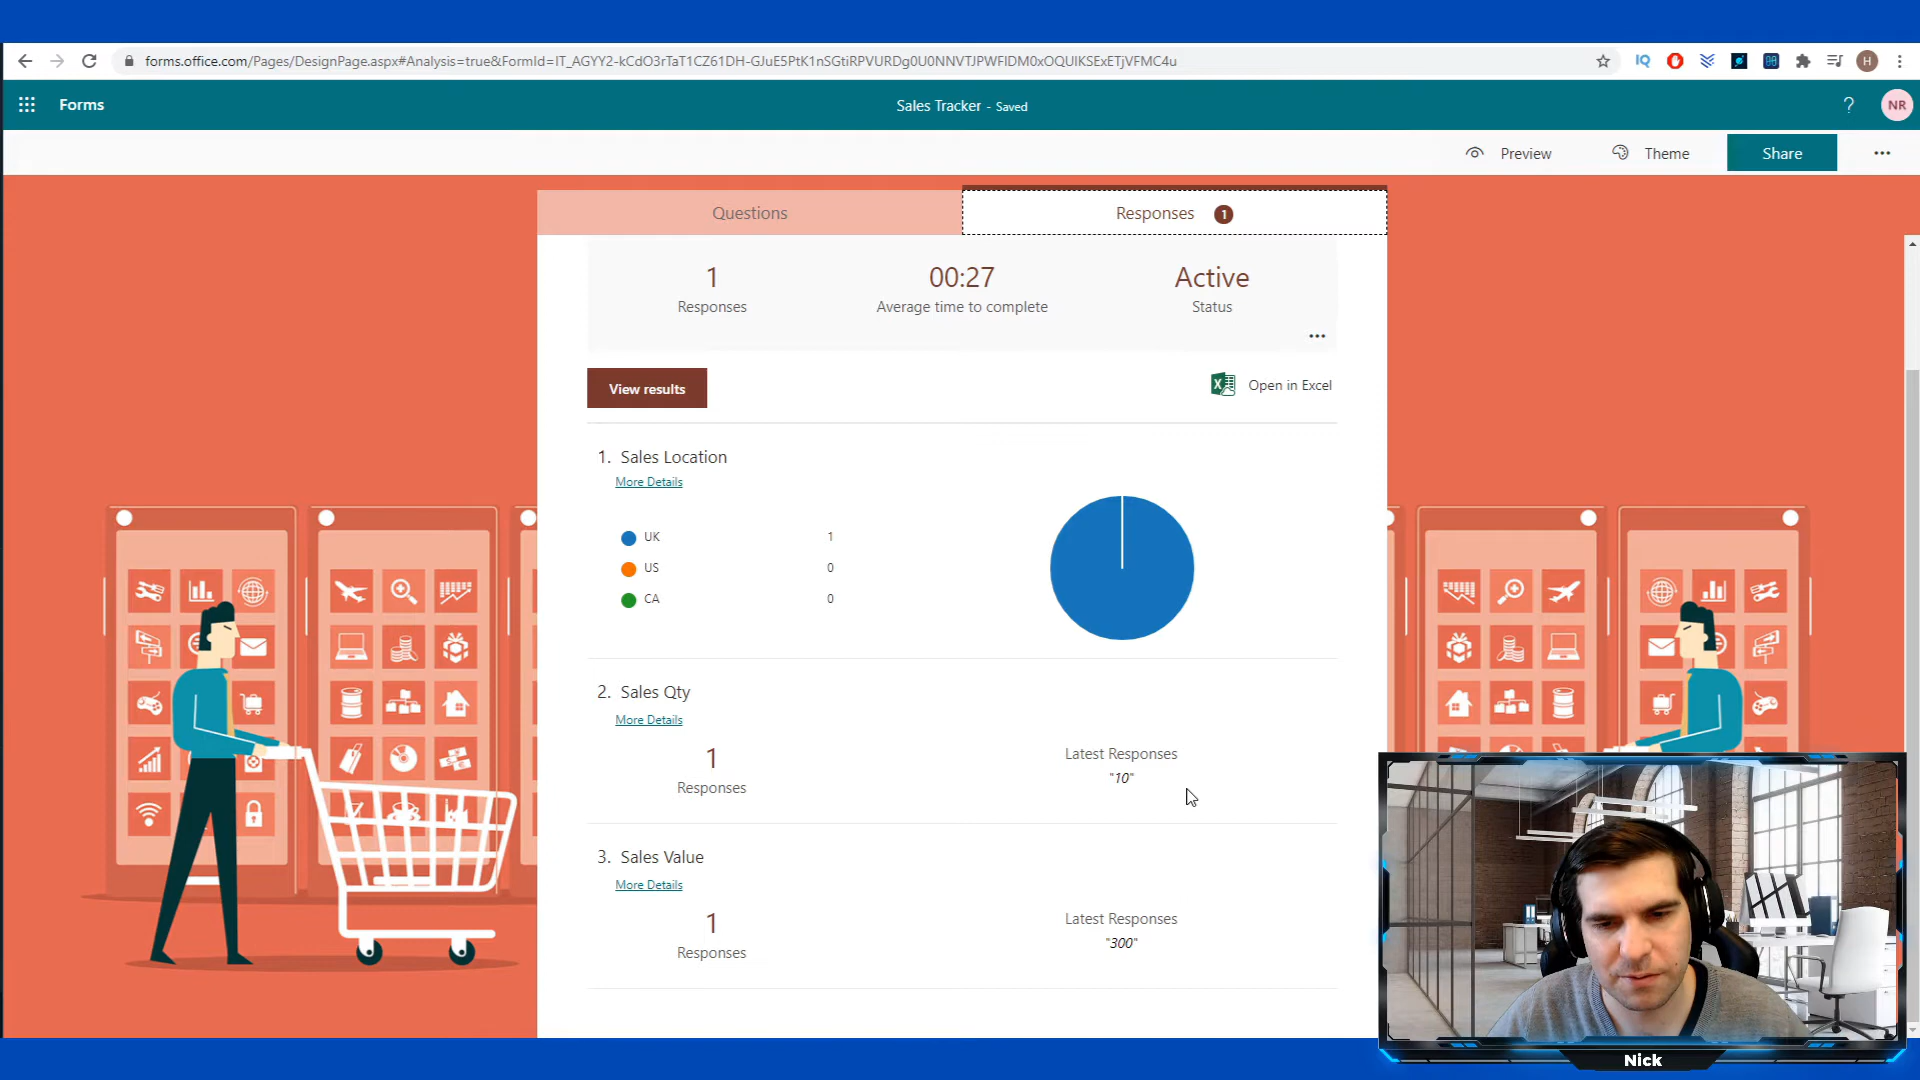 forms.office.com/Pages/DesignPage.aspx#Analysis=true&FormId=IT_AGYY2-kCdO3rTaT1CZ61DH-GJuE5PtK1nSGtiRPVURDg0U0NNVTJPWFIDM0xOQUIKSExETjVFMC4u
IQ
H
Forms
Sales Tracker - Saved
?
NR
Preview
Theme
Share
Questions
Responses 1
1
Responses
00:27
Average time to complete
Active
Status
View results
Open in Excel
1. Sales Location
More Details
UK 1
US 0
CA 0
2. Sales Qty
More Details
1
Responses
Latest Responses
"10"
3. Sales Value
More Details
1
Responses
Latest Responses
"300"
Nick